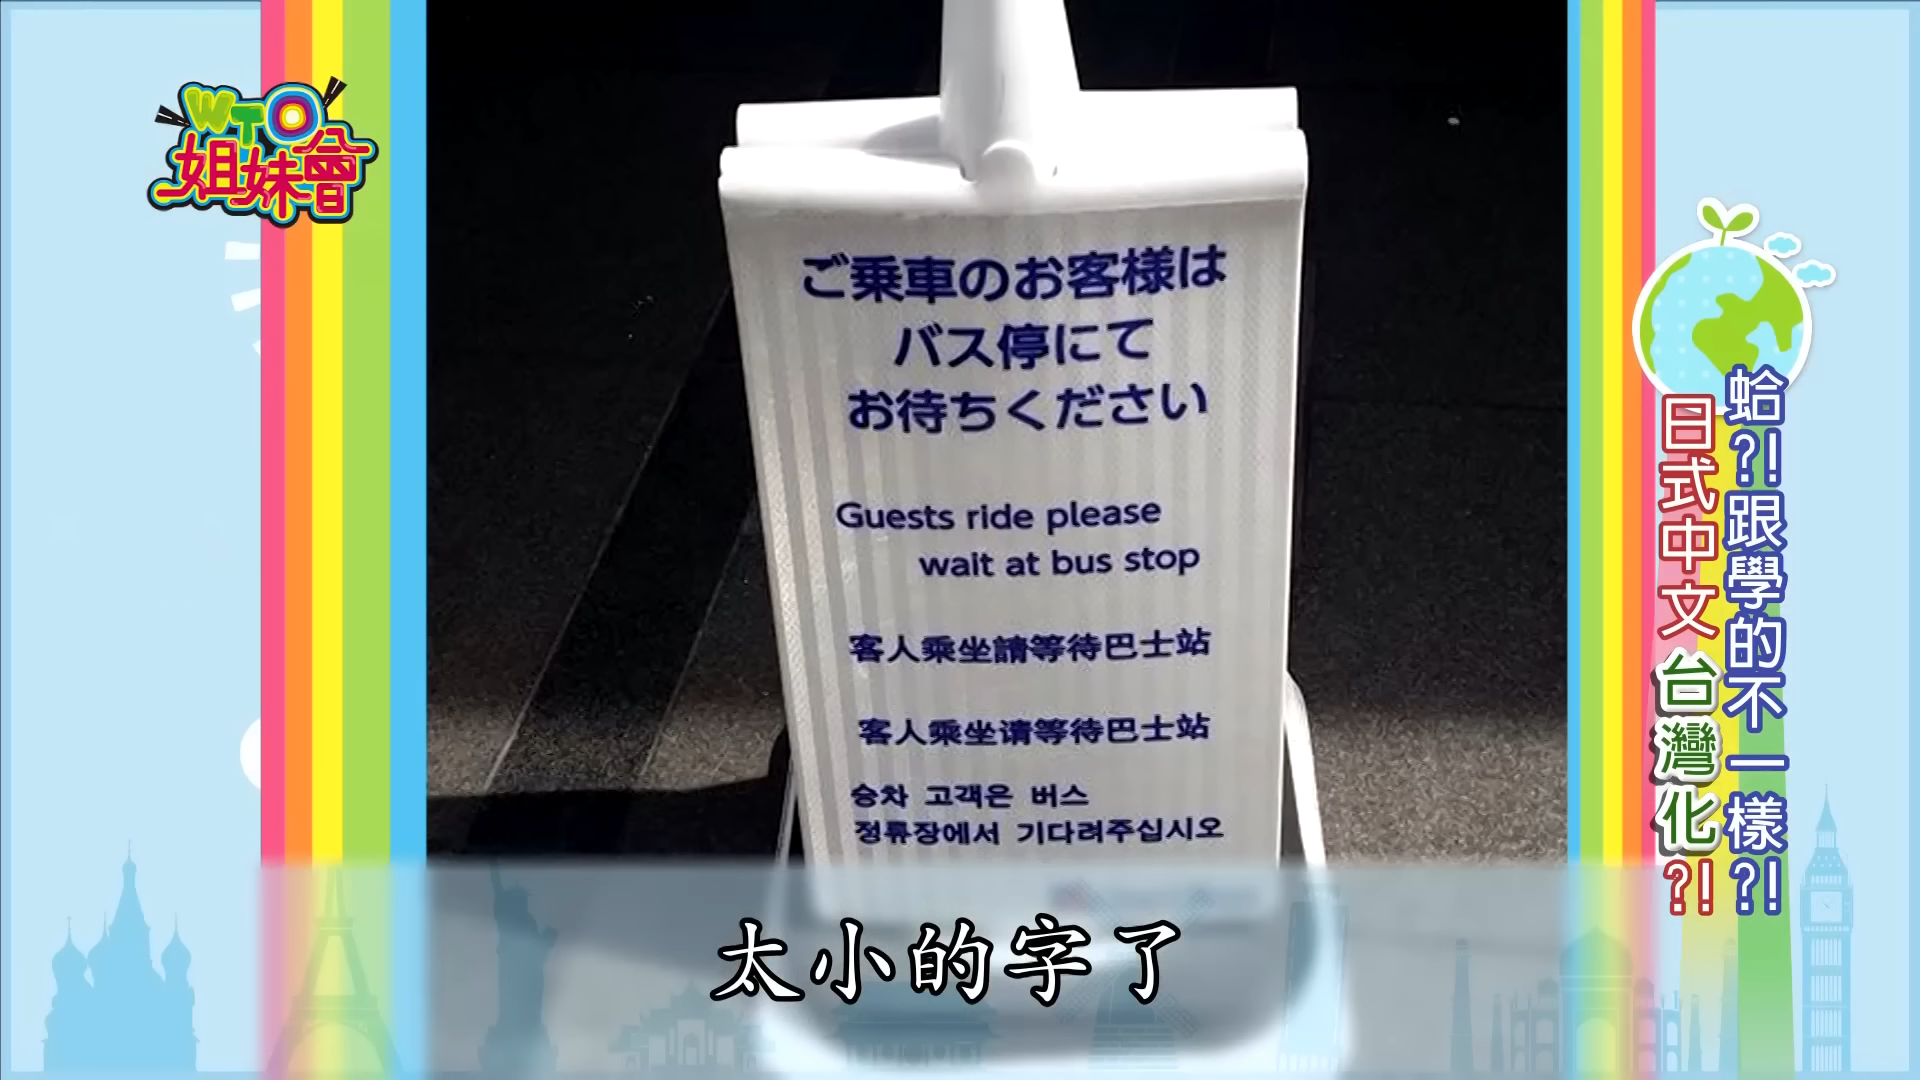 WTO
姐妹會
ご乗車のお客様は
バス停にて
お待ちください
Guests ride please
wait at bus stop
客人乘坐請等待巴士站
客人乘坐请等待巴士站
승차 고객은 버스
정류장에서 기다려주십시오
蛤?!跟學的不一樣?!
日式中文 台灣化?!
太小的字了